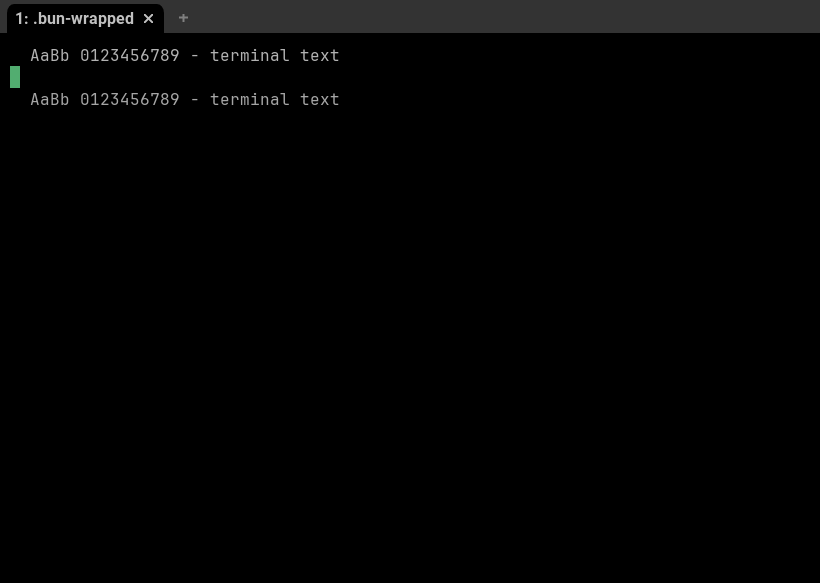 1: .bun-wrapped ✕ +
AaBb 0123456789 - terminal text
AaBb 0123456789 - terminal text